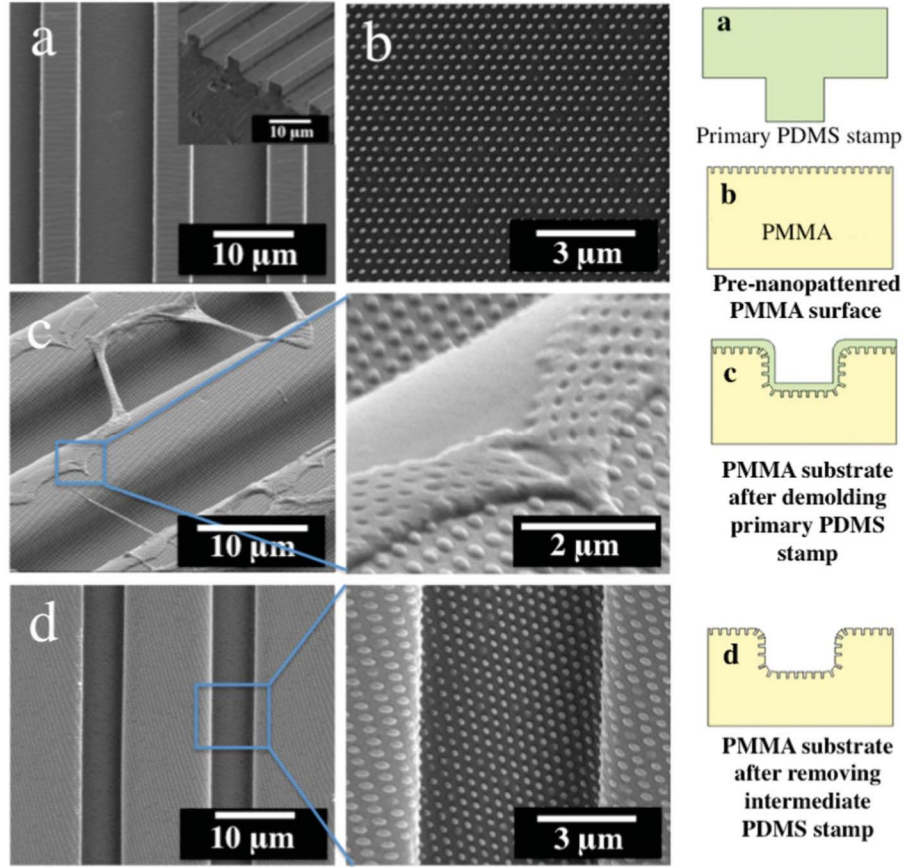 a
10 µm
10 µm
b
3 µm
c
10 µm
2 µm
d
10 µm
3 µm
a
Primary PDMS stamp
b
PMMA
Pre-nanopattenred
PMMA surface
c
PMMA substrate
after demolding
primary PDMS
stamp
d
PMMA substrate
after removing
intermediate
PDMS stamp